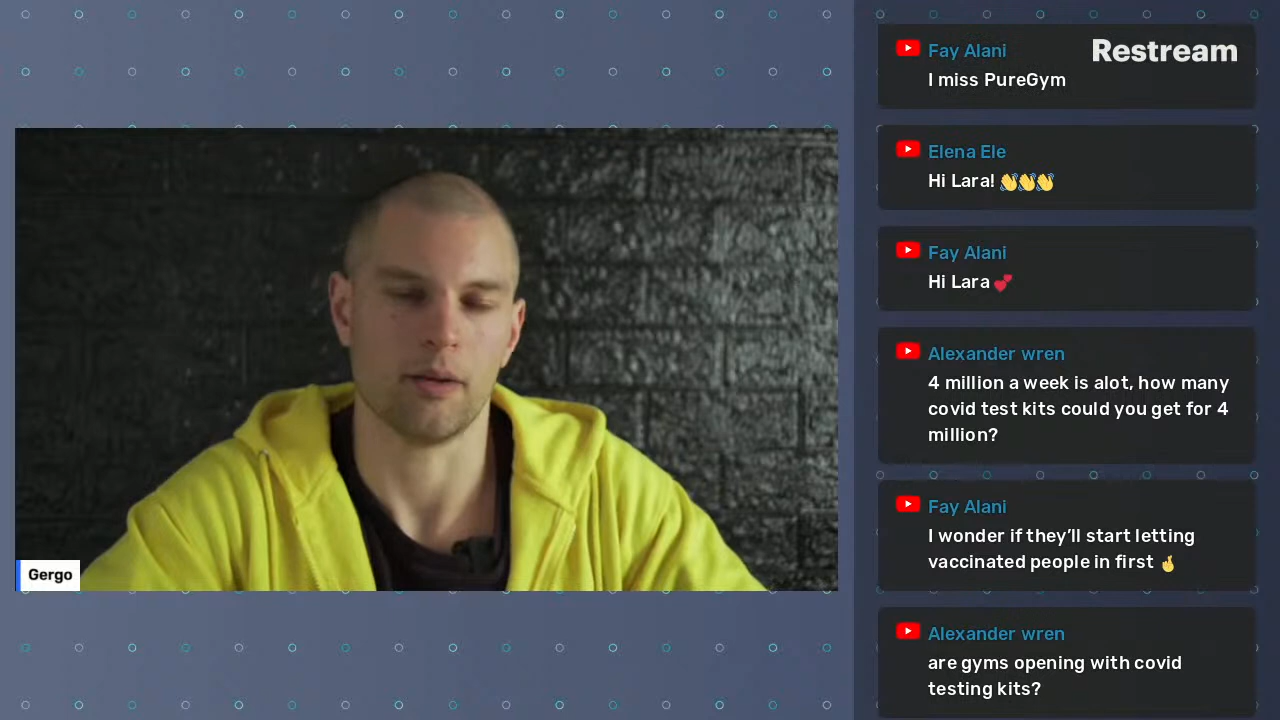 Gergo
Restream
Fay Alani
I miss PureGym
Elena Ele
Hi Lara! 👋👋👋
Fay Alani
Hi Lara 💕
Alexander wren
4 million a week is alot, how many
covid test kits could you get for 4
million?
Fay Alani
I wonder if they’ll start letting
vaccinated people in first 🤞
Alexander wren
are gyms opening with covid
testing kits?